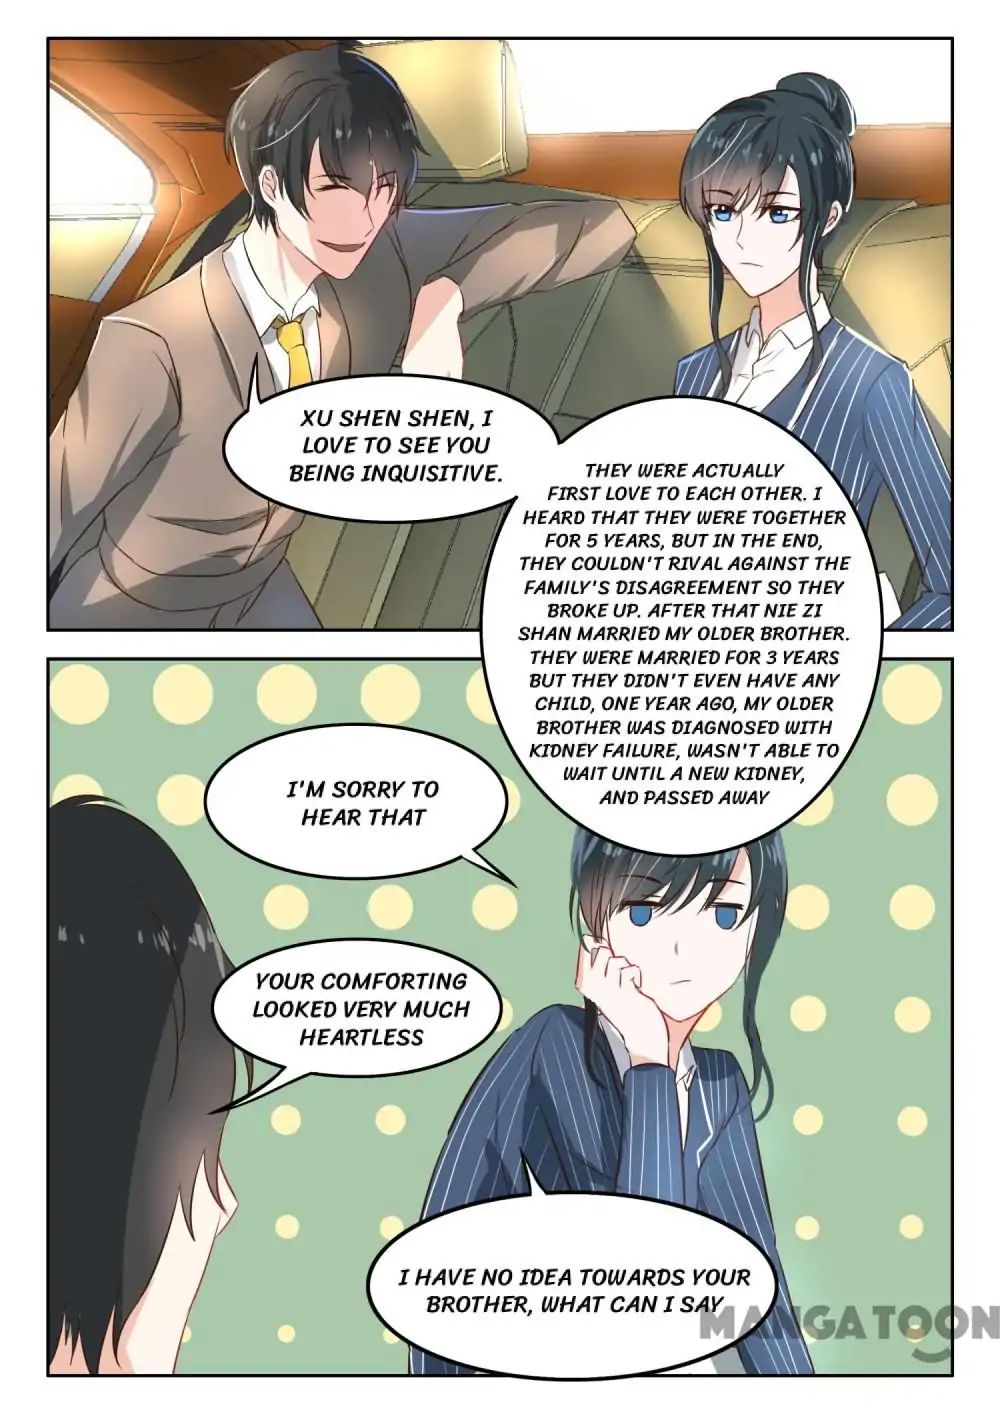 XU SHEN SHEN, I
LOVE TO SEE YOU
BEING INQUISITIVE.
THEY WERE ACTUALLY
FIRST LOVE TO EACH OTHER. I
HEARD THAT THEY WERE TOGETHER
FOR 5 YEARS, BUT IN THE END,
THEY COULDN'T RIVAL AGAINST THE
FAMILY'S DISAGREEMENT SO THEY
BROKE UP. AFTER THAT NIE ZI
SHAN MARRIED MY OLDER BROTHER.
THEY WERE MARRIED FOR 3 YEARS
BUT THEY DIDN'T EVEN HAVE ANY
CHILD, ONE YEAR AGO, MY OLDER
BROTHER WAS DIAGNOSED WITH
KIDNEY FAILURE, WASN'T ABLE TO
WAIT UNTIL A NEW KIDNEY,
AND PASSED AWAY
I'M SORRY TO
HEAR THAT
YOUR COMFORTING
LOOKED VERY MUCH
HEARTLESS
I HAVE NO IDEA TOWARDS YOUR
BROTHER, WHAT CAN I SAY
MANGATOON